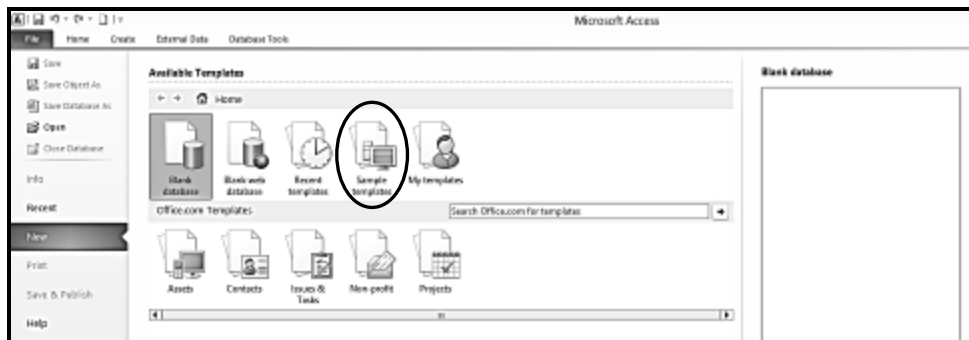 Microsoft Access
File Home Create External Data Database Tools
Save
Save Object As
Save Database As
Open
Close Database
Info
Recent
New
Print
Save & Publish
Help
Available Templates
Home
Blank database
Blank web database
Recent templates
Sample templates
My templates
Office.com Templates
Search Office.com for templates
Assets
Contacts
Issues & Tasks
Non-profit
Projects
Blank database